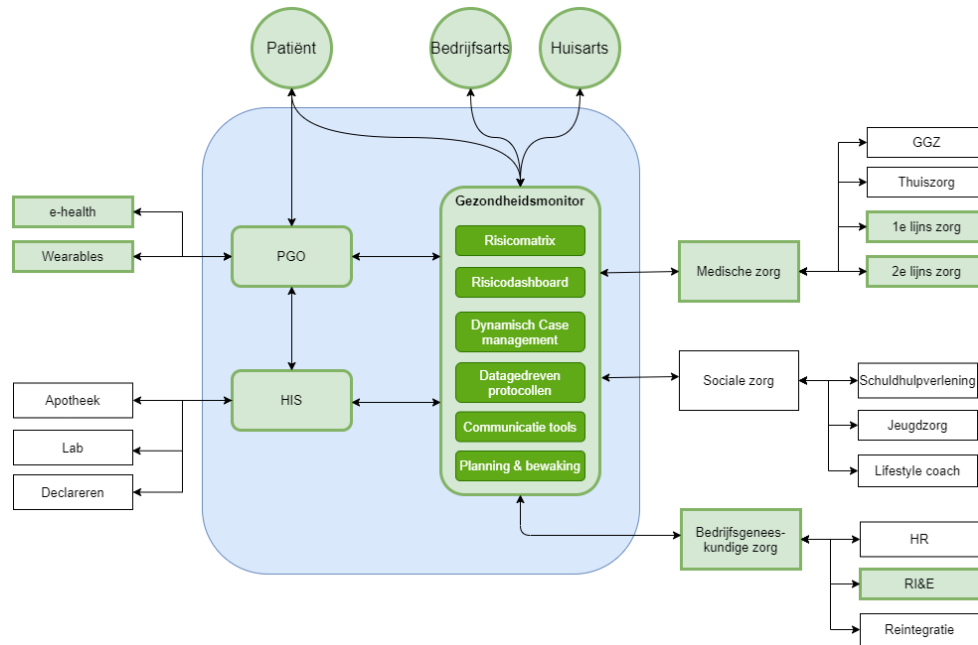 Patiënt
Bedrijfsarts
Huisarts
e-health
Wearables
PGO
HIS
Apotheek
Lab
Declareren
Gezondheidsmonitor
Risicomatrix
Risicodashboard
Dynamisch Case
management
Datagedreven
protocollen
Communicatie tools
Planning & bewaking
Medische zorg
GGZ
Thuiszorg
1e lijns zorg
2e lijns zorg
Sociale zorg
Schuldhulpverlening
Jeugdzorg
Lifestyle coach
Bedrijfsgenees-
kundige zorg
HR
RI&E
Reintegratie